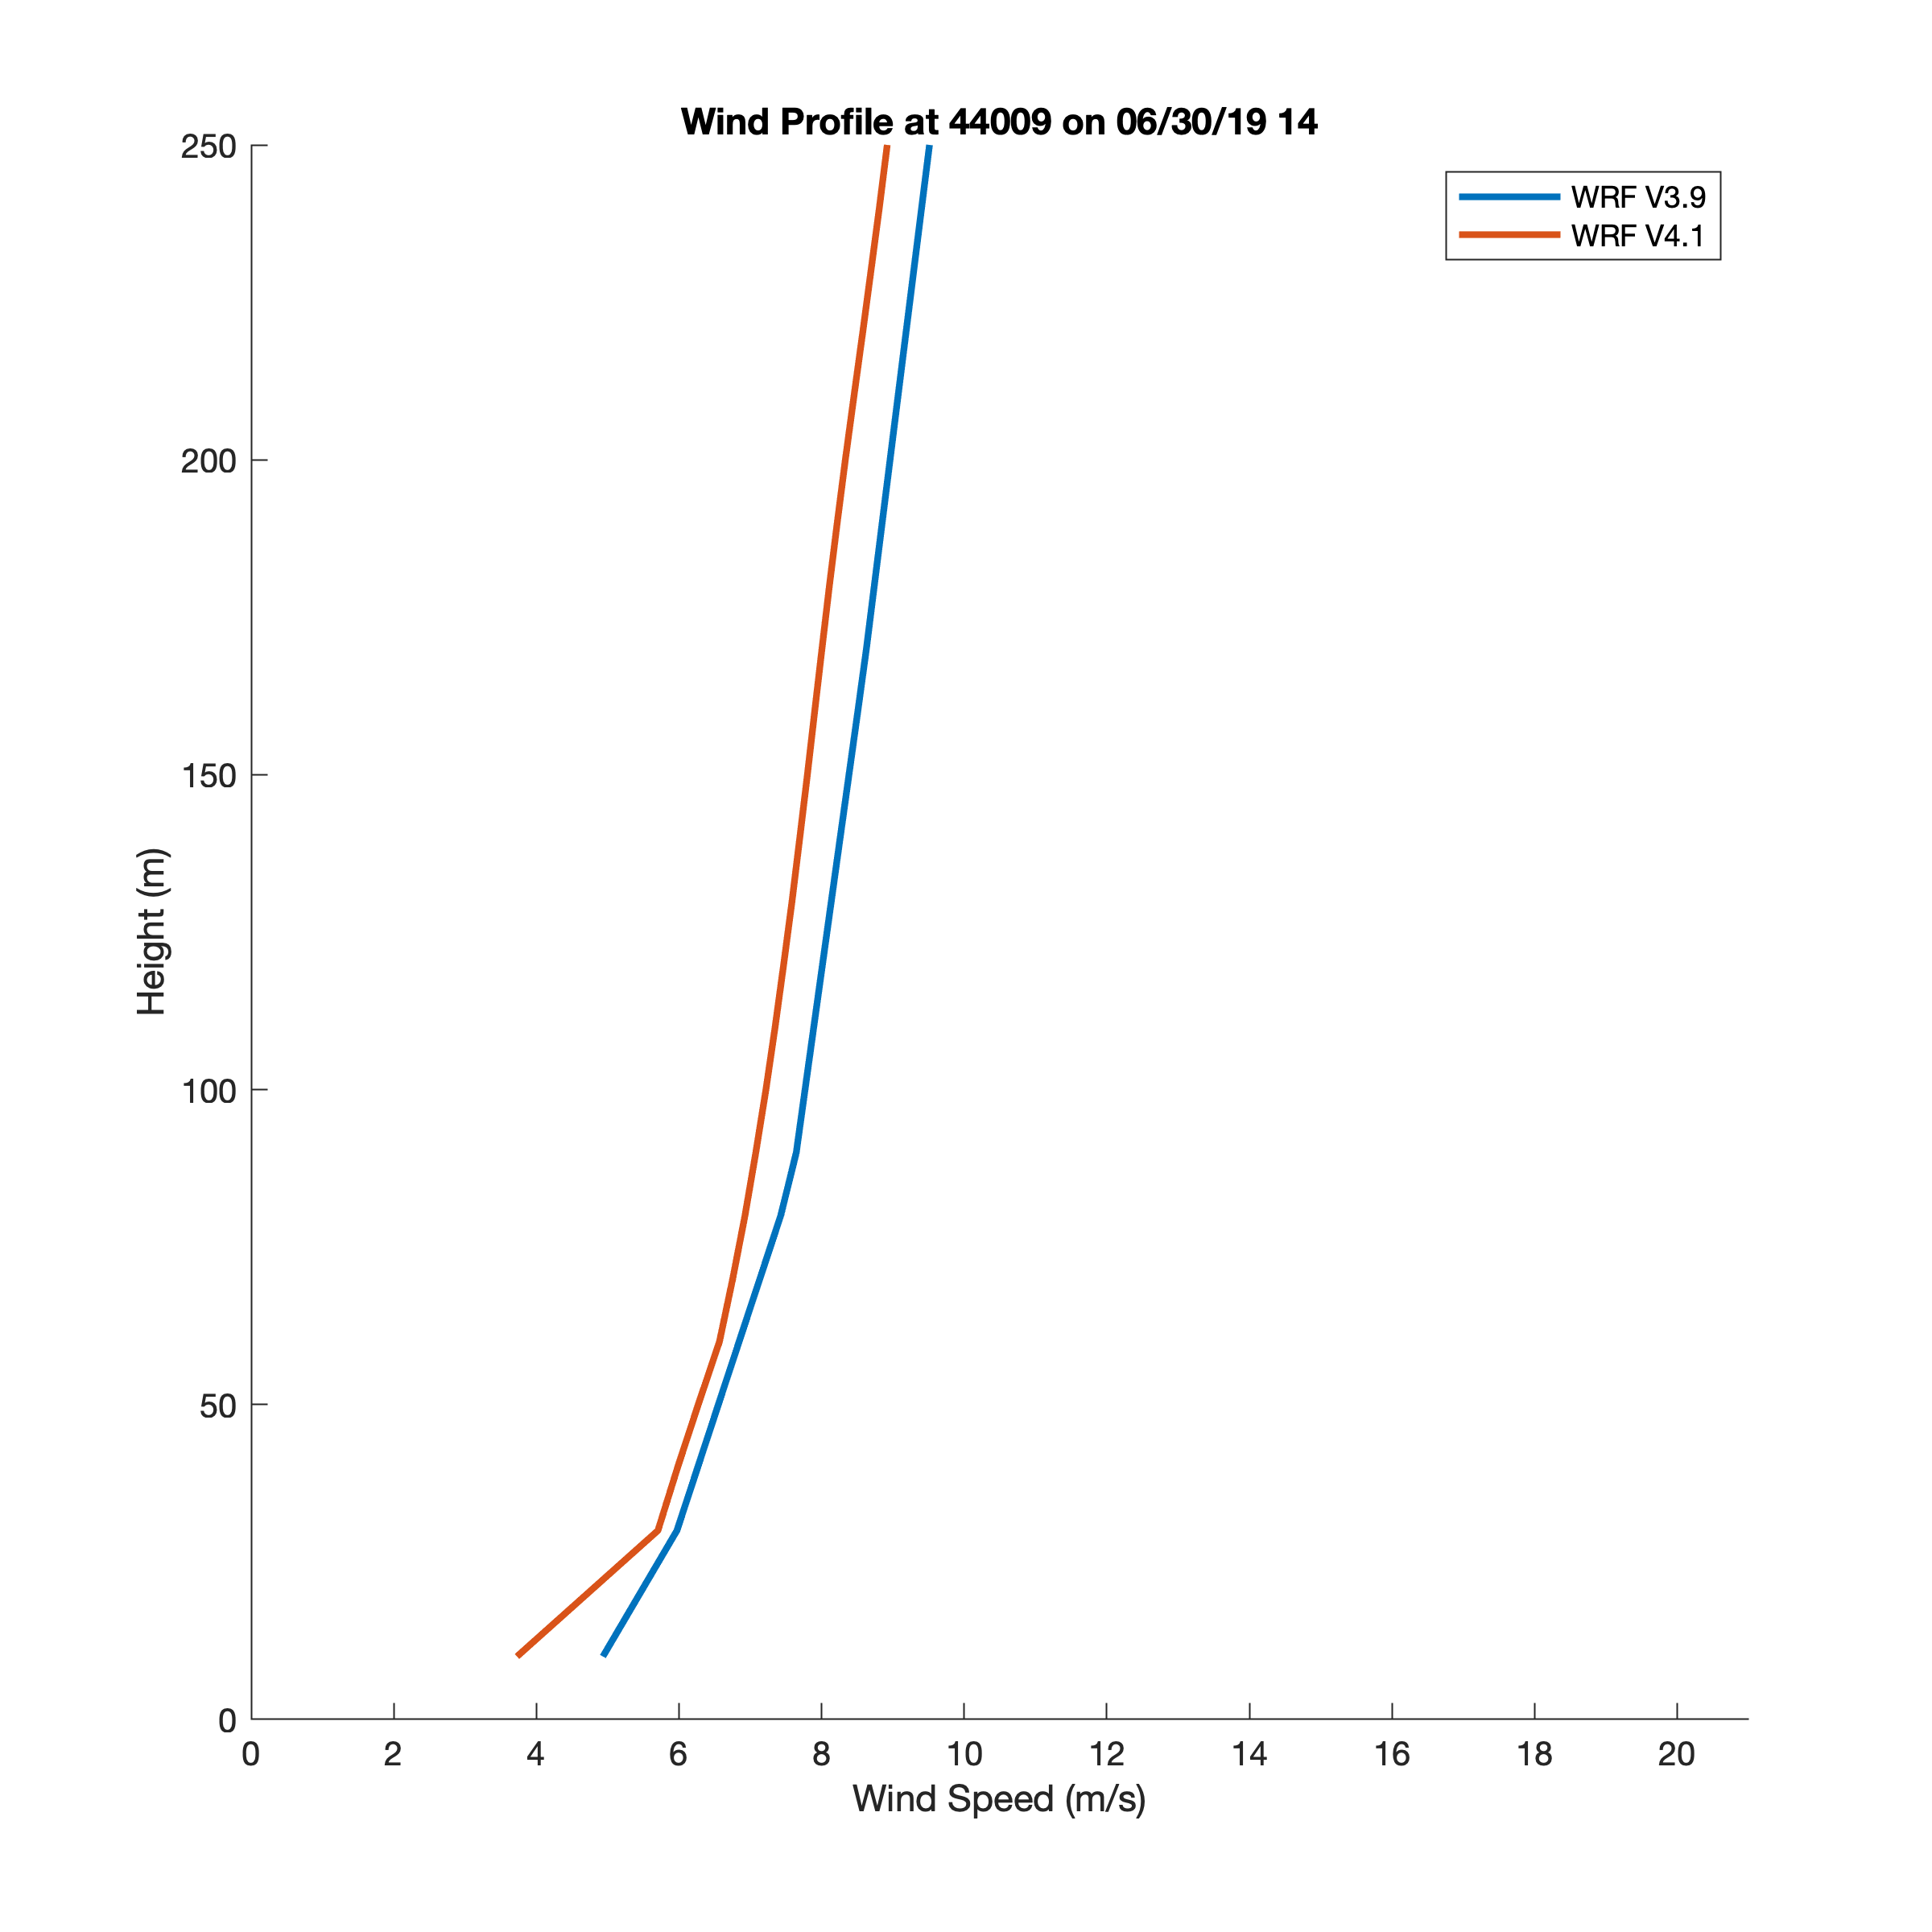 Wind Profile at 44009 on 06/30/19 14
WRF V3.9
WRF V4.1
250
200
150
100
50
0
Height (m)
0 2 4 6 8 10 12 14 16 18 20
Wind Speed (m/s)